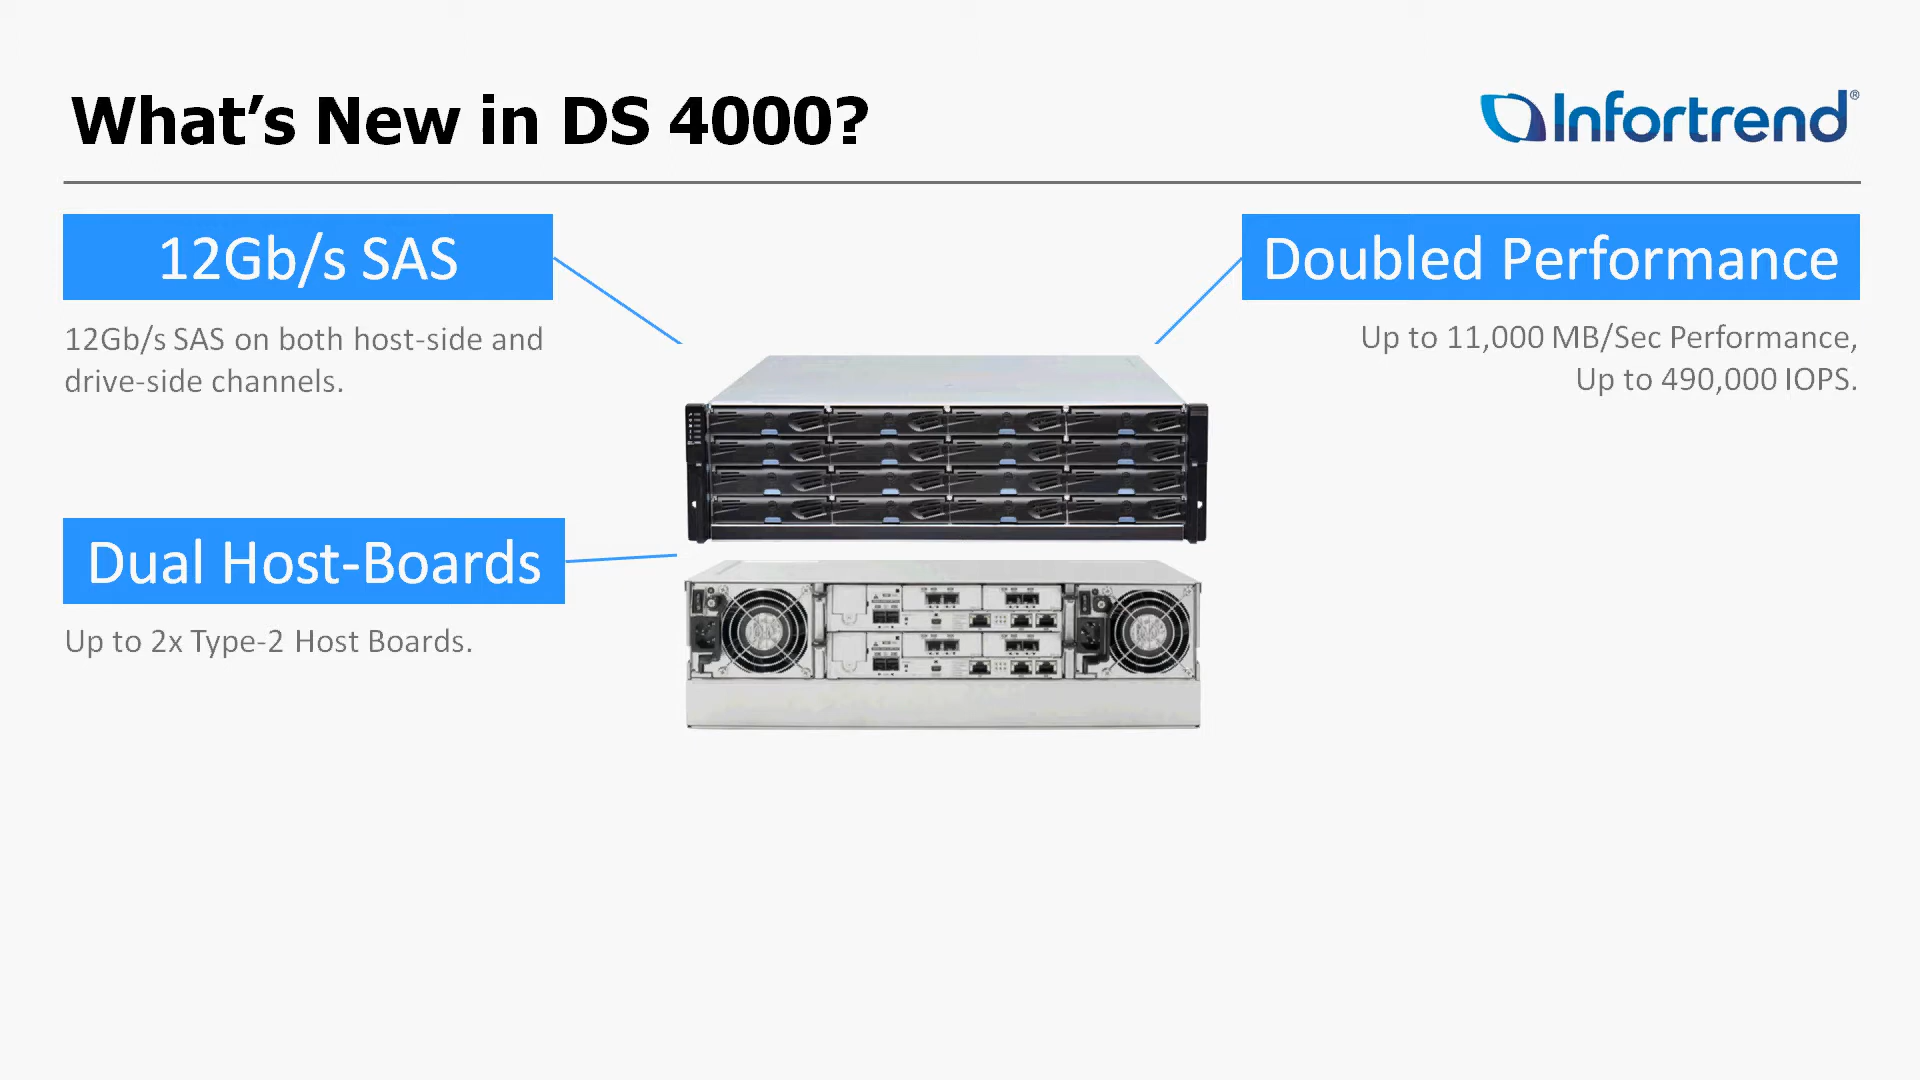 What's New in DS 4000?
Infortrend®
12Gb/s SAS
12Gb/s SAS on both host-side and
drive-side channels.
Doubled Performance
Up to 11,000 MB/Sec Performance,
Up to 490,000 IOPS.
Dual Host-Boards
Up to 2x Type-2 Host Boards.